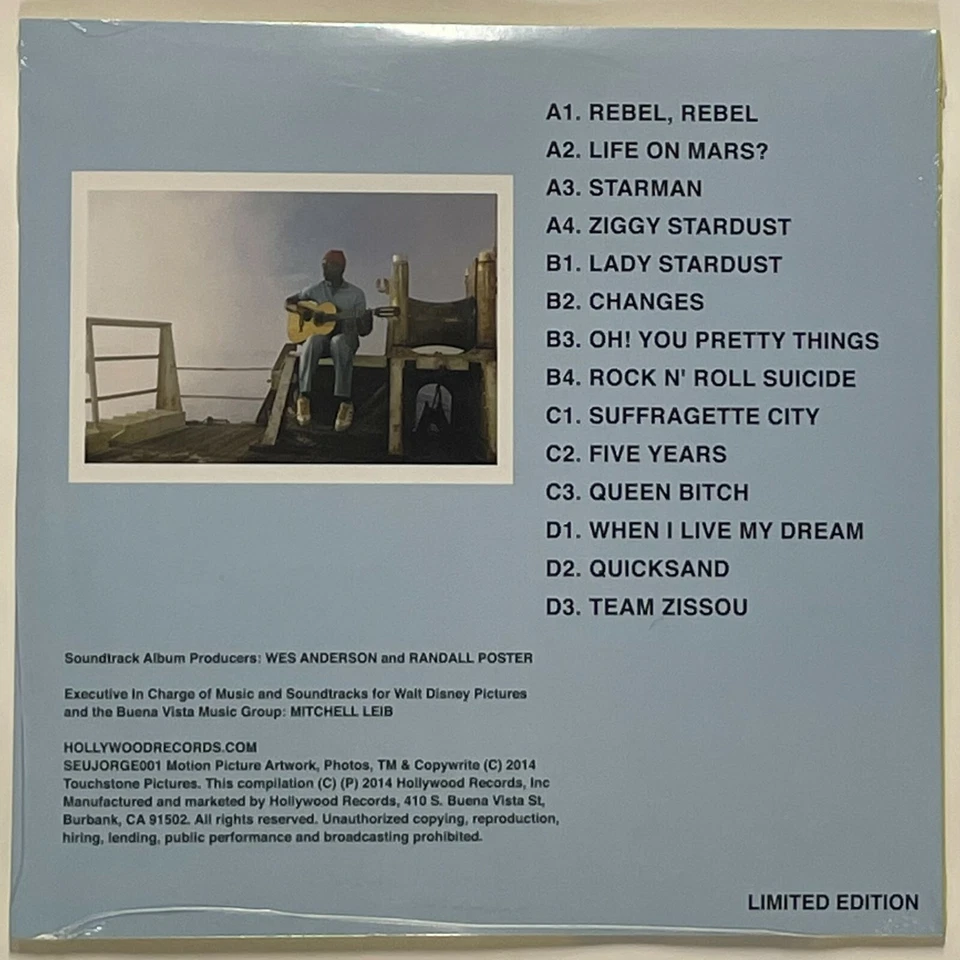 A1. REBEL, REBEL
A2. LIFE ON MARS?
A3. STARMAN
A4. ZIGGY STARDUST
B1. LADY STARDUST
B2. CHANGES
B3. OH! YOU PRETTY THINGS
B4. ROCK N' ROLL SUICIDE
C1. SUFFRAGETTE CITY
C2. FIVE YEARS
C3. QUEEN BITCH
D1. WHEN I LIVE MY DREAM
D2. QUICKSAND
D3. TEAM ZISSOU
Soundtrack Album Producers: WES ANDERSON and RANDALL POSTER
Executive In Charge of Music and Soundtracks for Walt Disney Pictures
and the Buena Vista Music Group: MITCHELL LEIB
HOLLYWOODRECORDS.COM
SEUJORGE001 Motion Picture Artwork, Photos, TM & Copywrite (C) 2014
Touchstone Pictures. This compilation (C) (P) 2014 Hollywood Records, Inc
Manufactured and marketed by Hollywood Records, 410 S. Buena Vista St,
Burbank, CA 91502. All rights reserved. Unauthorized copying, reproduction,
hiring, lending, public performance and broadcasting prohibited.
LIMITED EDITION